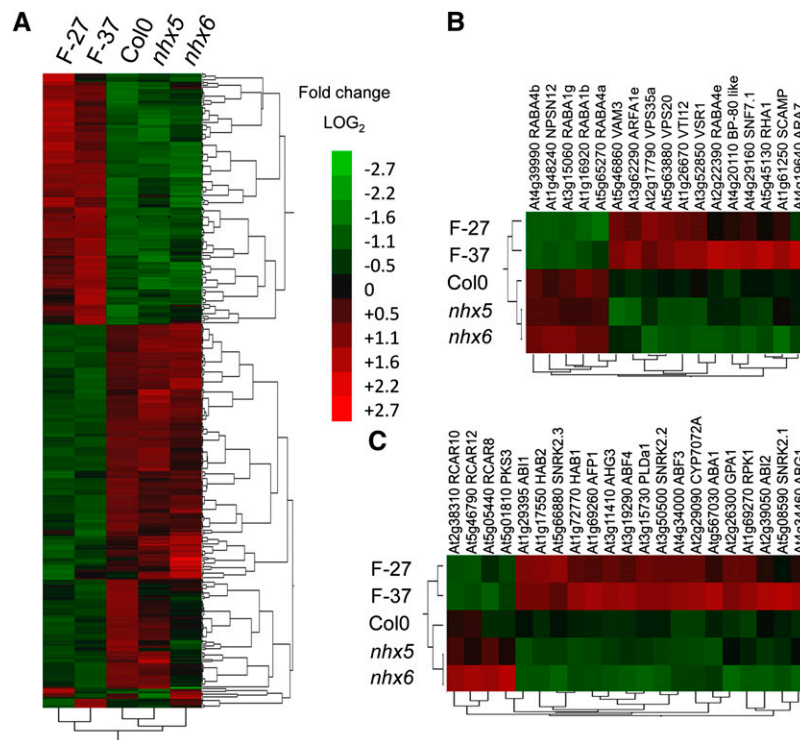 A
F-27
F-37
Col0
nhx5
nhx6
Fold change
LOG2
-2.7
-2.2
-1.6
-1.1
-0.5
0
+0.5
+1.1
+1.6
+2.2
+2.7
B
At4g39990 RABA4b
At1g48240 NPSN12
At3g15060 RABA1g
At1g16920 RABA1b
At5g65270 RABA4a
At5g46860 VAM3
At3g62290 ARFA1e
At2g17790 VPS35a
At5g63880 VPS20
At1g26670 VTI12
At3g52850 VSR1
At2g22390 RABA4e
At4g20110 BP-80 like
At4g29160 SNF7.1
At5g45130 RHA1
At1g61250 SCAMP
At4g19640 ARA7
F-27
F-37
Col0
nhx5
nhx6
C
At2g38310 RCAR10
At5g46790 RCAR12
At5g05440 RCAR8
At5g01810 PKS3
At1g29395 ABI1
At1g17550 HAB2
At5g66880 SNRK2.3
At1g72770 HAB1
At1g69260 AFP1
At3g11410 AHG3
At3g19290 ABF4
At3g15730 PLDa1
At3g50500 SNRK2.2
At4g34000 ABF3
At2g29090 CYP7072A
Atg567030 ABA1
At2g26300 GPA1
At1g69270 RPK1
At2g39050 ABI2
At5g08590 SNRK2.1
At4g34460 ABG1
F-27
F-37
Col0
nhx5
nhx6